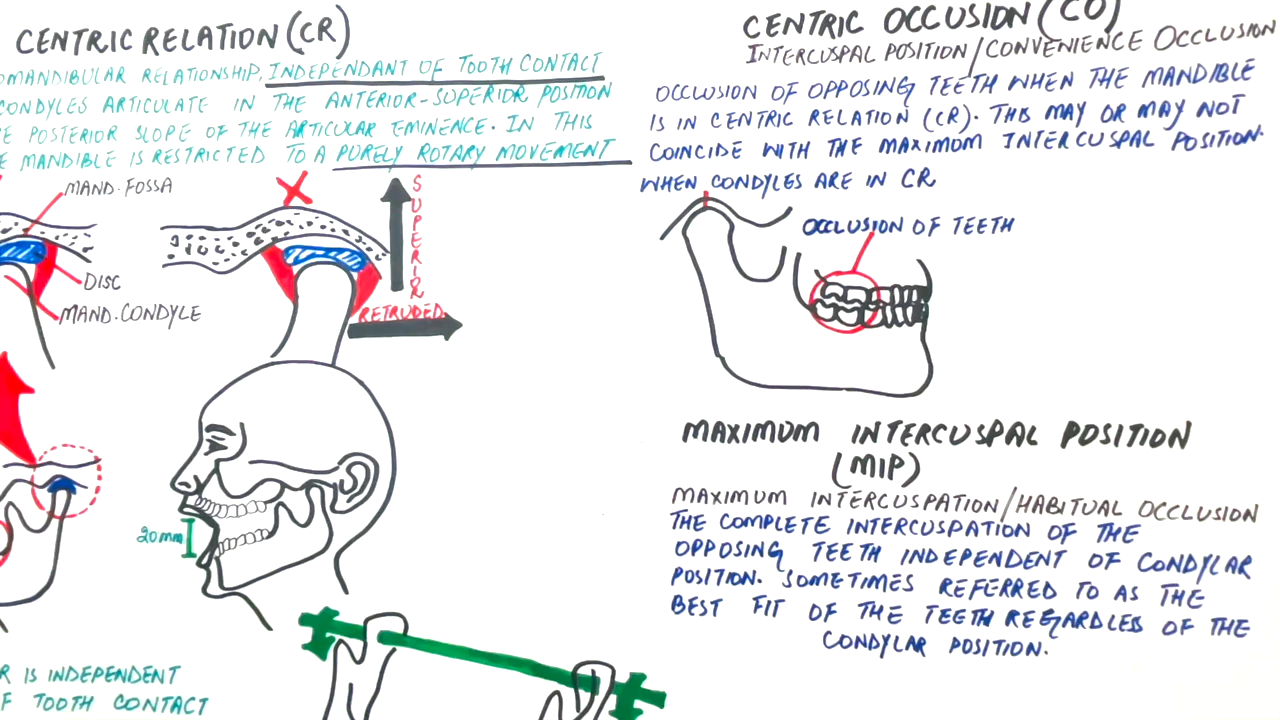 CENTRIC RELATION (CR)
OMANDIBULAR RELATIONSHIP, INDEPENDANT OF TOOTH CONTACT
CONDYLES ARTICULATE IN THE ANTERIOR-SUPERIOR POSITION
E POSTERIOR SLOPE OF THE ARTICULAR EMINENCE. IN THIS
E MANDIBLE IS RESTRICTED TO A PURELY ROTARY MOVEMENT
MAND. FOSSA
DISC
MAND. CONDYLE
SUPERIOR
RETRUDED
20mm
R IS INDEPENDENT
F TOOTH CONTACT
CENTRIC OCCUSION (CO)
INTERCUSPAL POSITION/CONVENIENCE OCCLUSION
OCCLUSION OF OPPOSING TEETH WHEN THE MANDIBLE
IS IN CENTRIC RELATION (CR). THIS MAY OR MAY NOT
COINCIDE WITH THE MAXIMUM INTERCUSPAL POSITION.
WHEN CONDYLES ARE IN CR
OCCLUSION OF TEETH
MAXIMUM INTERCUSPAL POSITION
(MIP)
MAXIMUM INTERCUSPATION/HABITUAL OCCLUSION
THE COMPLETE INTERCUSPATION OF THE
OPPOSING TEETH INDEPENDENT OF CONDYLAR
POSITION. SOMETIMES REFERRED TO AS THE
BEST FIT OF THE TEETH REGARDLES OF THE
CONDYLAR POSITION.